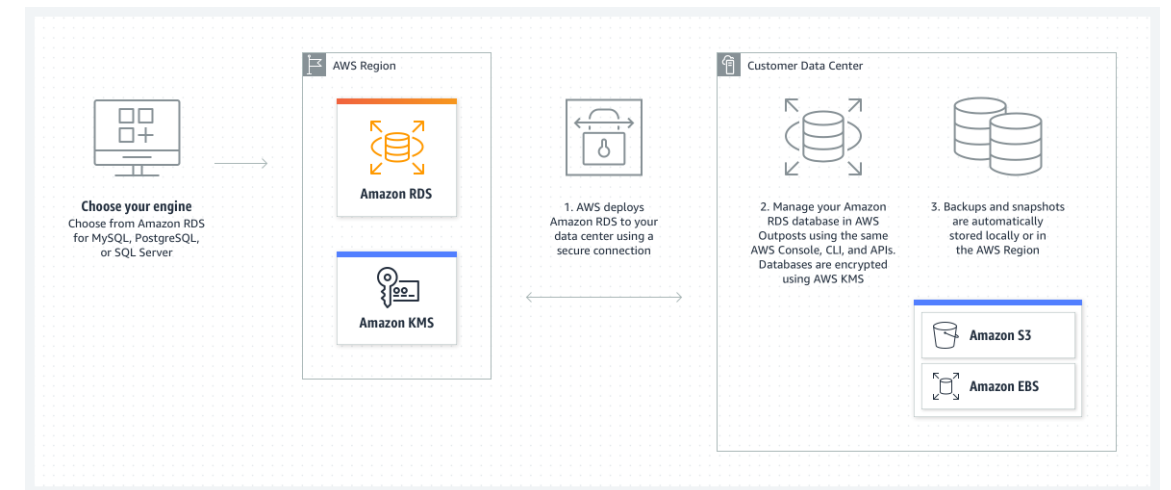 Choose your engine
Choose from Amazon RDS
for MySQL, PostgreSQL,
or SQL Server
AWS Region
Amazon RDS
Amazon KMS
1. AWS deploys
Amazon RDS to your
data center using a
secure connection
Customer Data Center
2. Manage your Amazon
RDS database in AWS
Outposts using the same
AWS Console, CLI, and APIs.
Databases are encrypted
using AWS KMS
3. Backups and snapshots
are automatically
stored locally or in
the AWS Region
Amazon S3
Amazon EBS